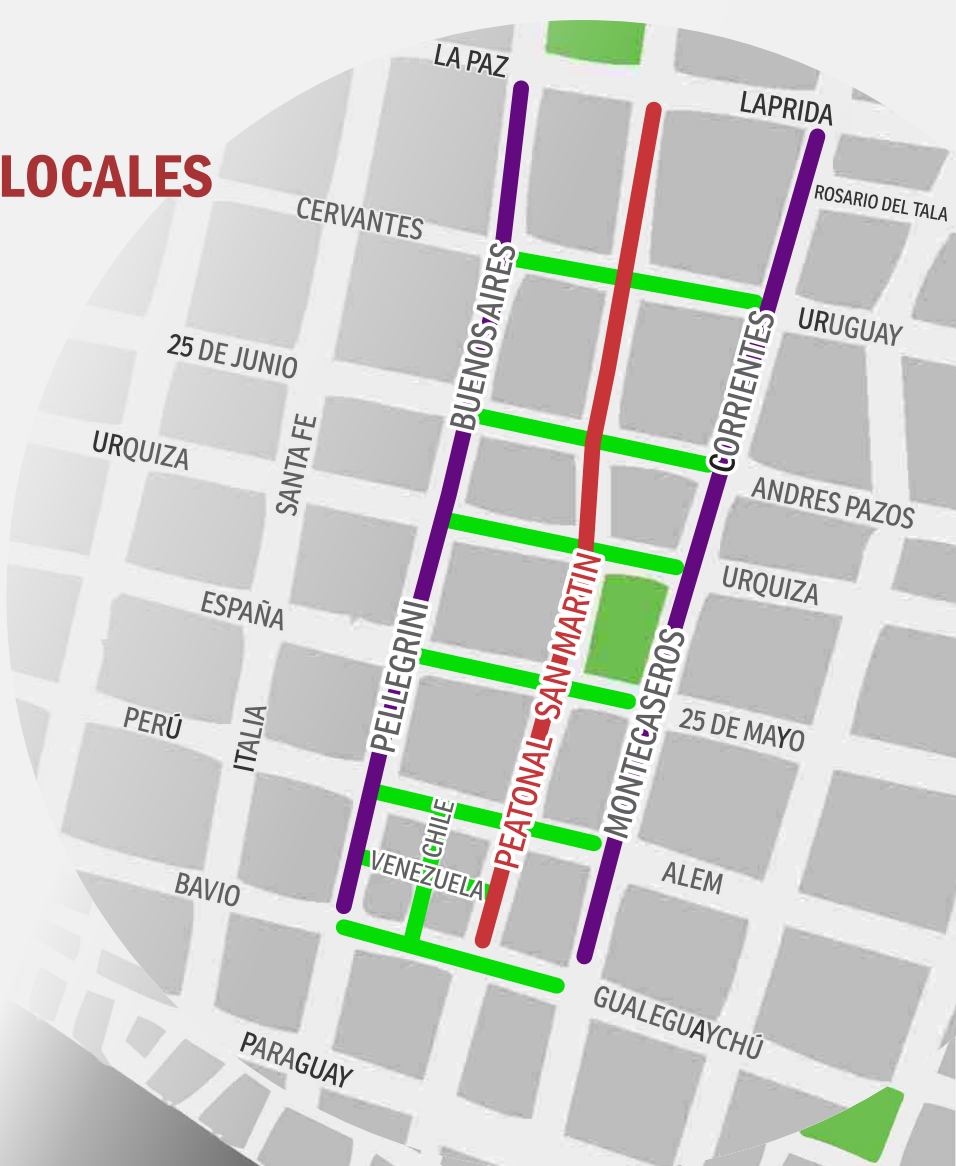 LA PAZ
LAPRIDA
LOCALES
ROSARIO DEL TALA
CERVANTES
BUENOS AIRES
CORRIENTES
URUGUAY
25 DE JUNIO
SANTA FE
URQUIZA
ANDRES PAZOS
URQUIZA
ESPAÑA
PELLEGRINI
PEATONAL SAN MARTIN
MONTECASEROS
25 DE MAYO
PERÚ
ITALIA
CHILE
VENEZUELA
ALEM
BAVIO
GUALEGUAYCHÚ
PARAGUAY